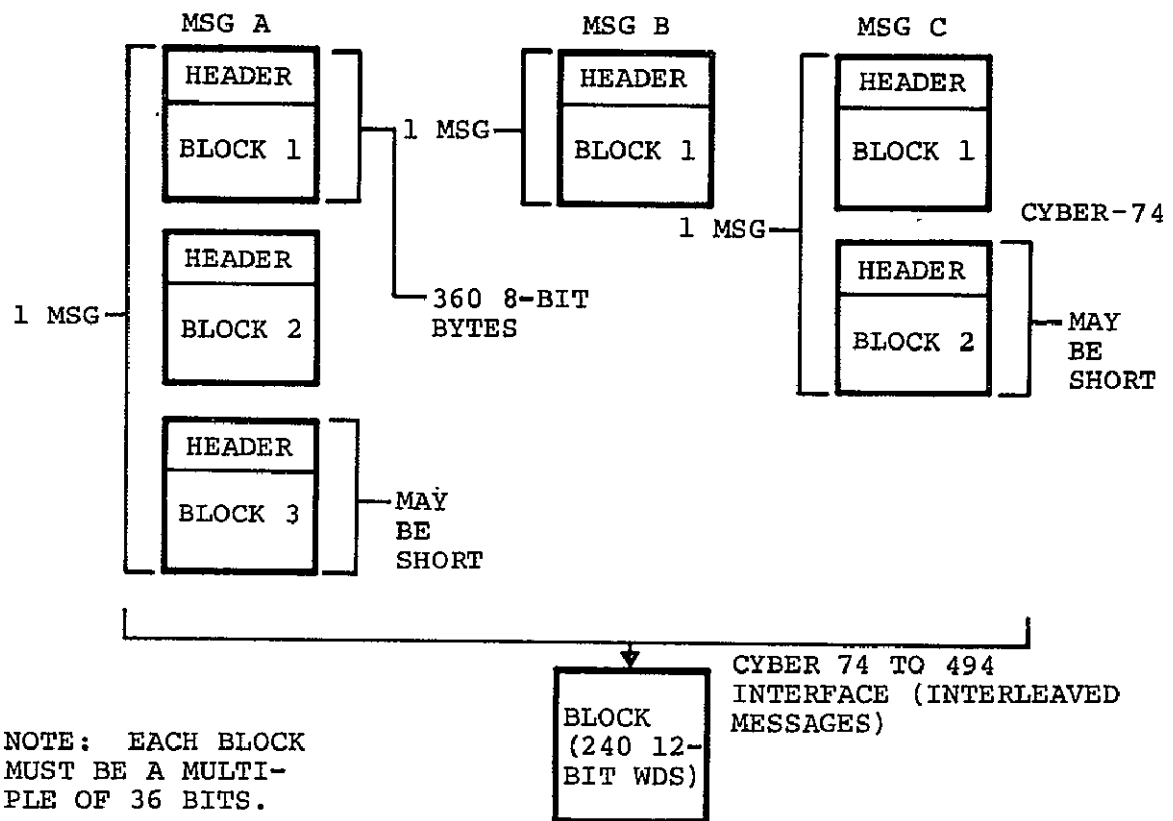 MSG A
HEADER
BLOCK 1
1 MSG
HEADER
BLOCK 2
HEADER
BLOCK 3
MAY
BE
SHORT
360 8-BIT
BYTES
MSG B
1 MSG
HEADER
BLOCK 1
MSG C
1 MSG
HEADER
BLOCK 1
HEADER
BLOCK 2
CYBER-74
MAY
BE
SHORT
CYBER 74 TO 494
INTERFACE (INTERLEAVED
MESSAGES)
BLOCK
(240 12-
BIT WDS)
NOTE: EACH BLOCK
MUST BE A MULTI-
PLE OF 36 BITS.